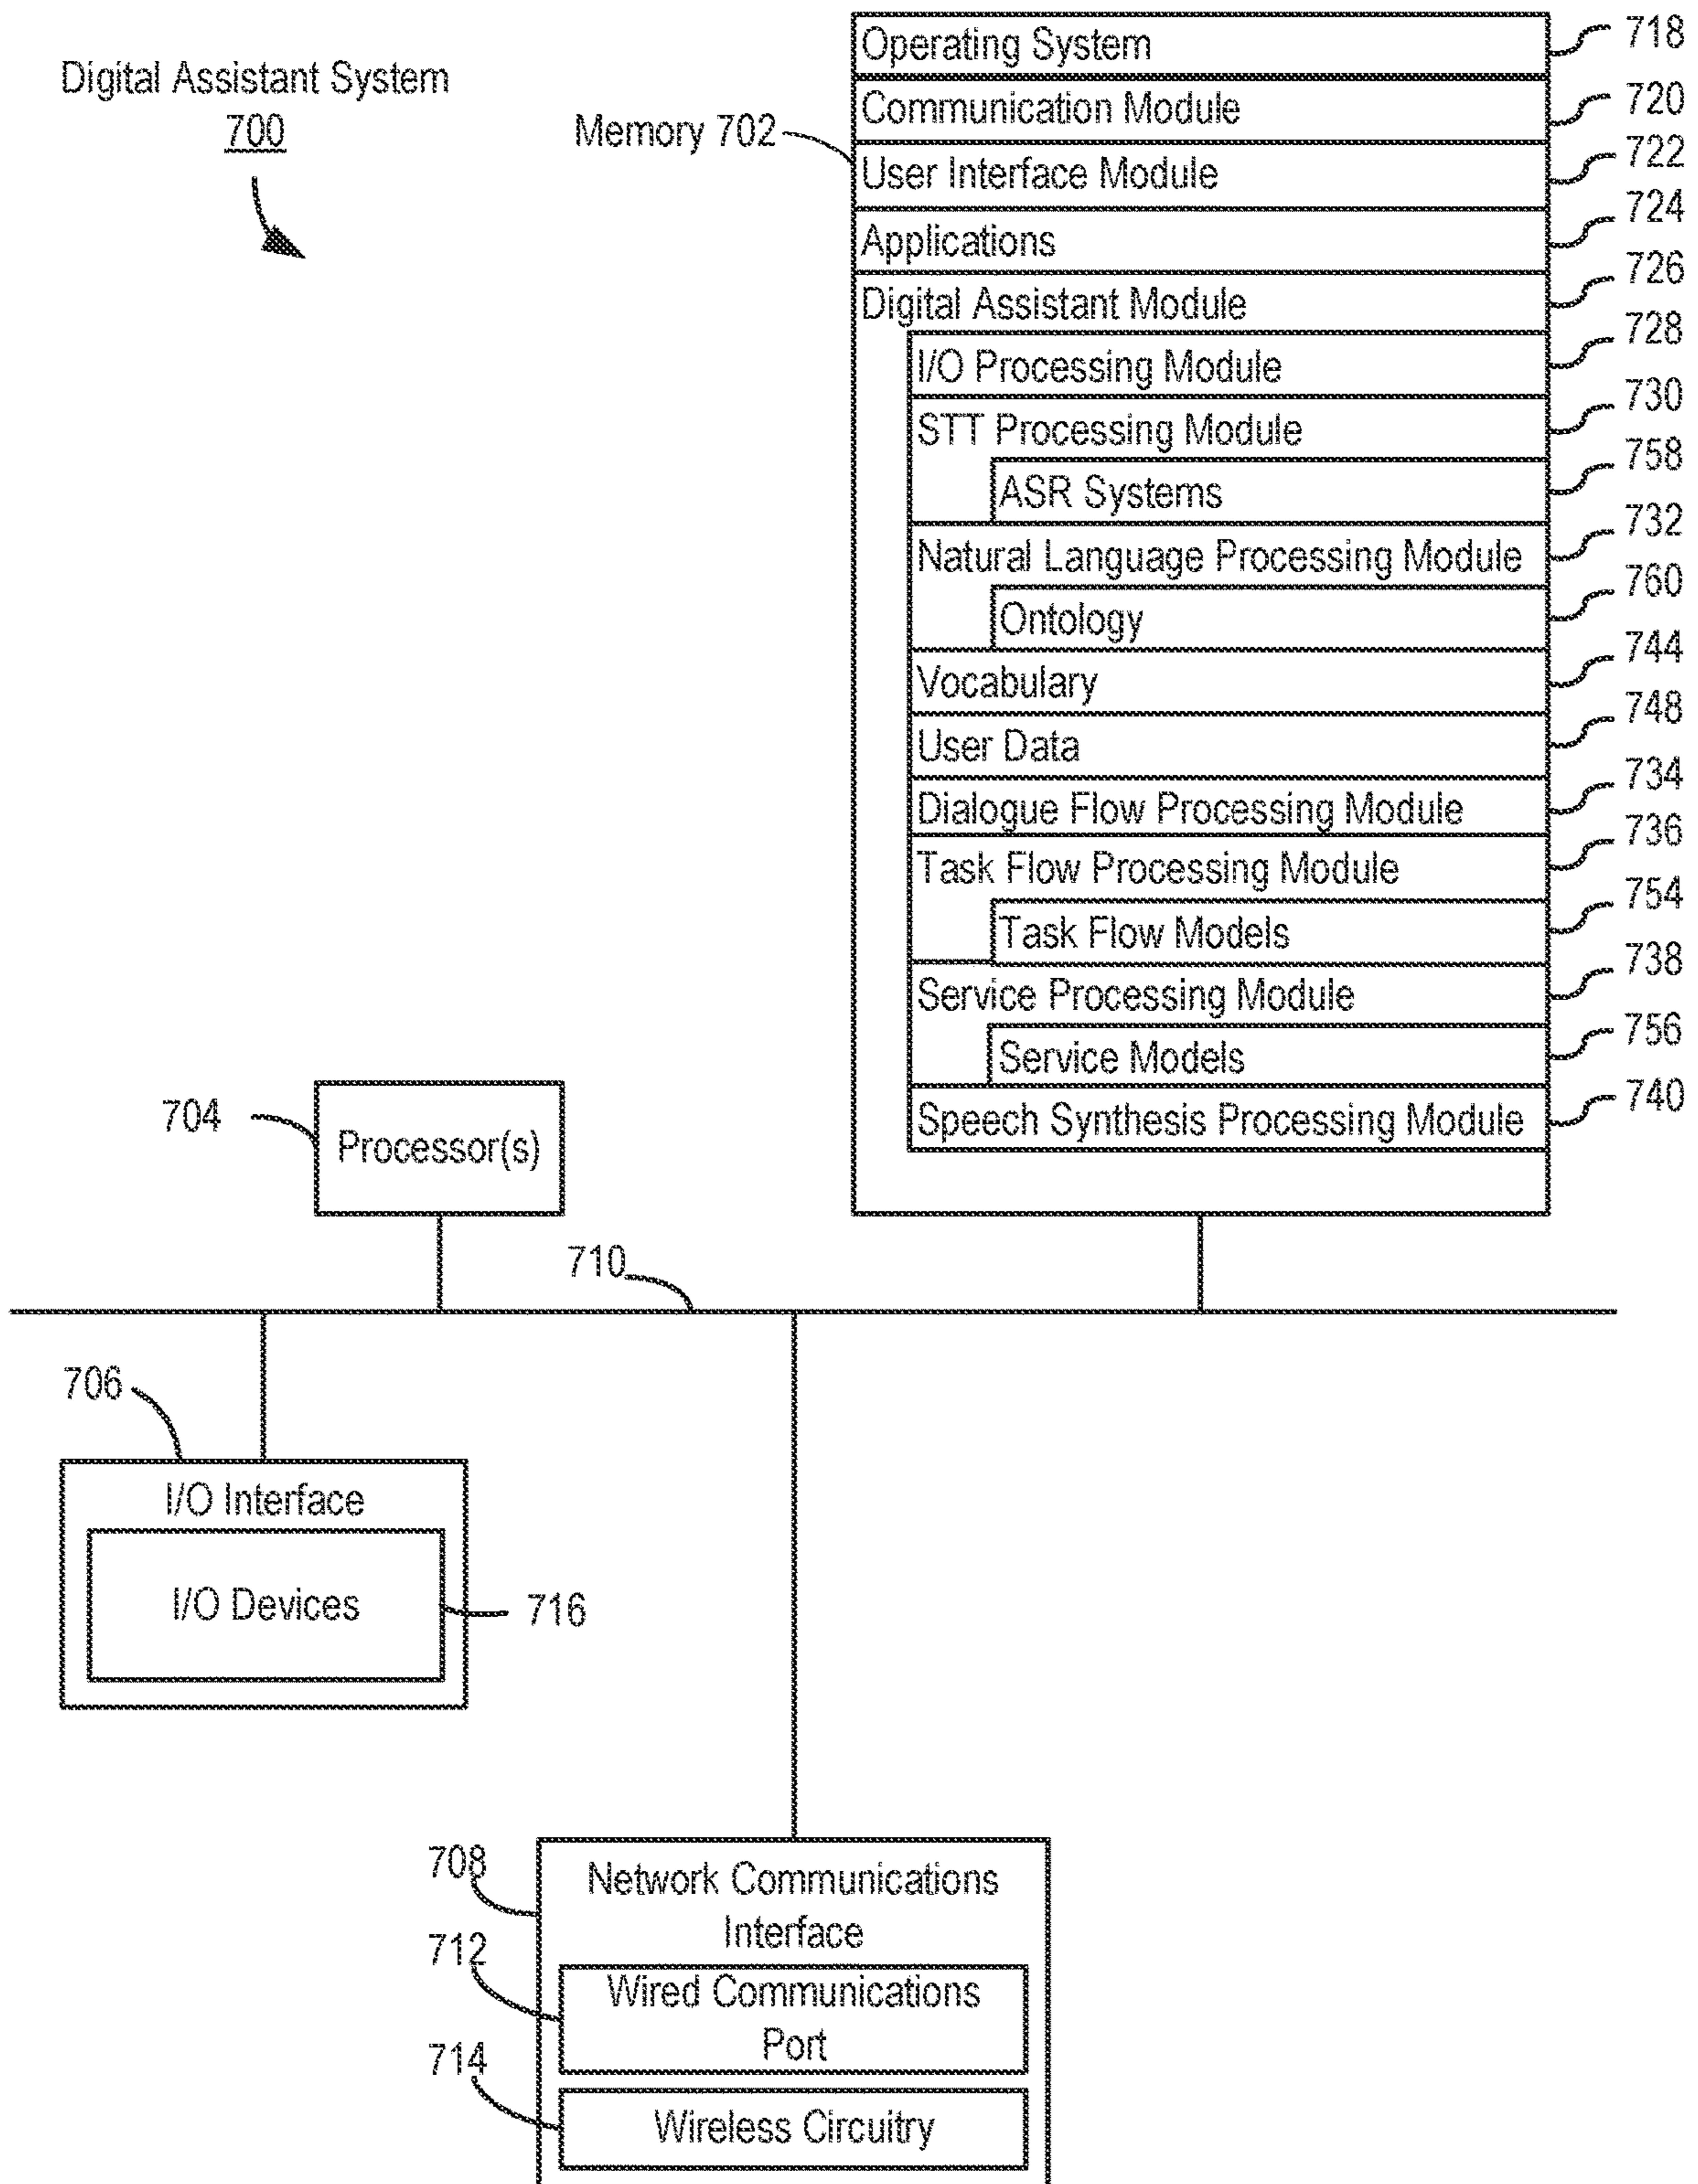 Digital Assistant System
700
Memory 702
Operating System 718
Communication Module 720
User Interface Module 722
Applications 724
Digital Assistant Module 726
I/O Processing Module 728
STT Processing Module 730
ASR Systems 758
Natural Language Processing Module 732
Ontology 760
Vocabulary 744
User Data 748
Dialogue Flow Processing Module 734
Task Flow Processing Module 736
Task Flow Models 754
Service Processing Module 738
Service Models 756
Speech Synthesis Processing Module 740
704
Processor(s)
710
706
I/O Interface
I/O Devices
716
708
Network Communications
Interface
712
Wired Communications
Port
714
Wireless Circuitry